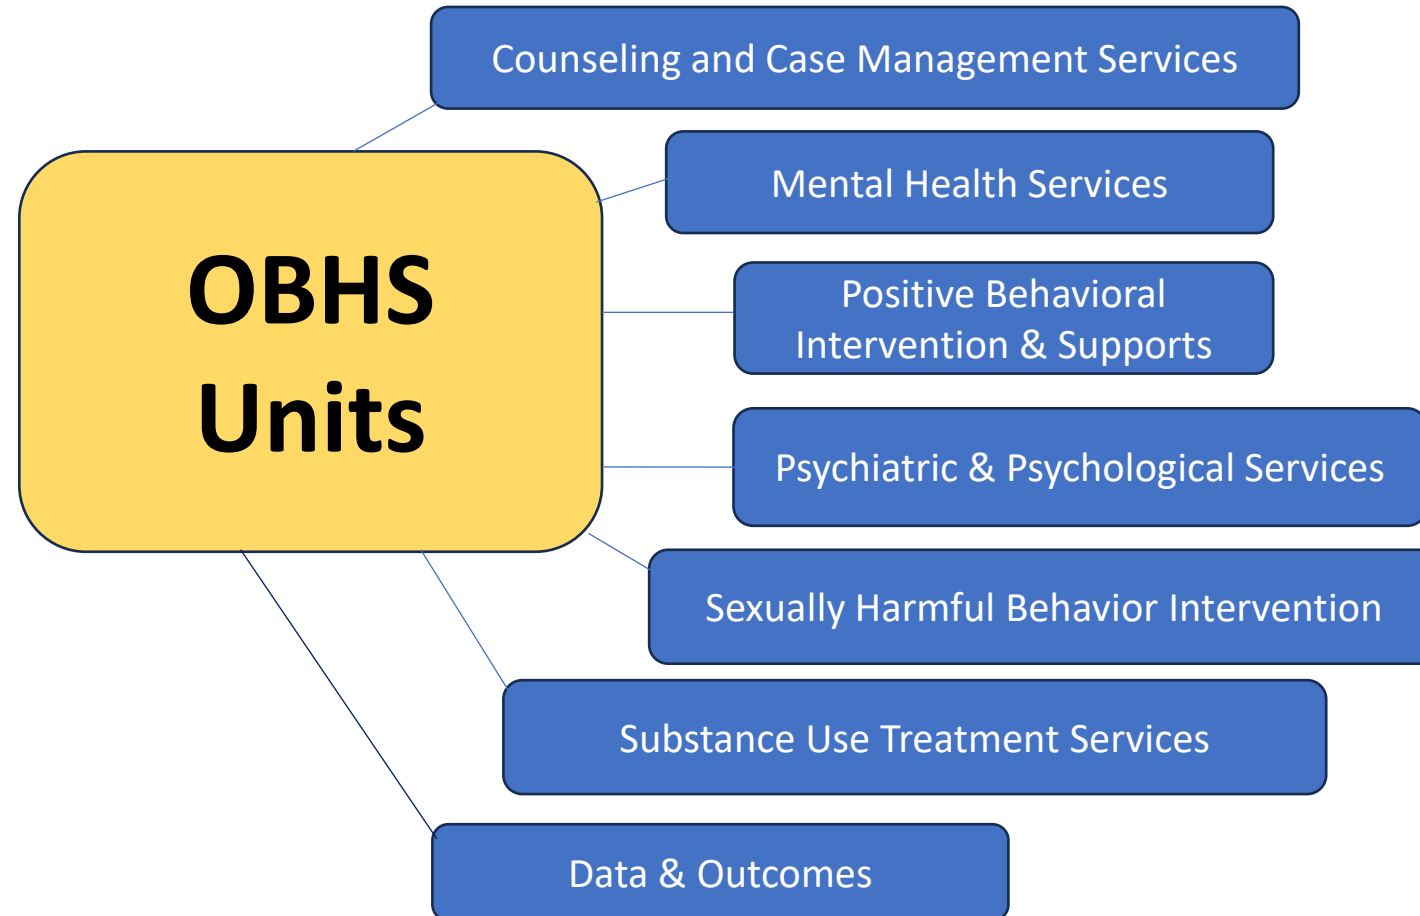 Counseling and Case Management Services
Mental Health Services
OBHS
Units
Positive Behavioral
Intervention & Supports
Psychiatric & Psychological Services
Sexually Harmful Behavior Intervention
Substance Use Treatment Services
Data & Outcomes